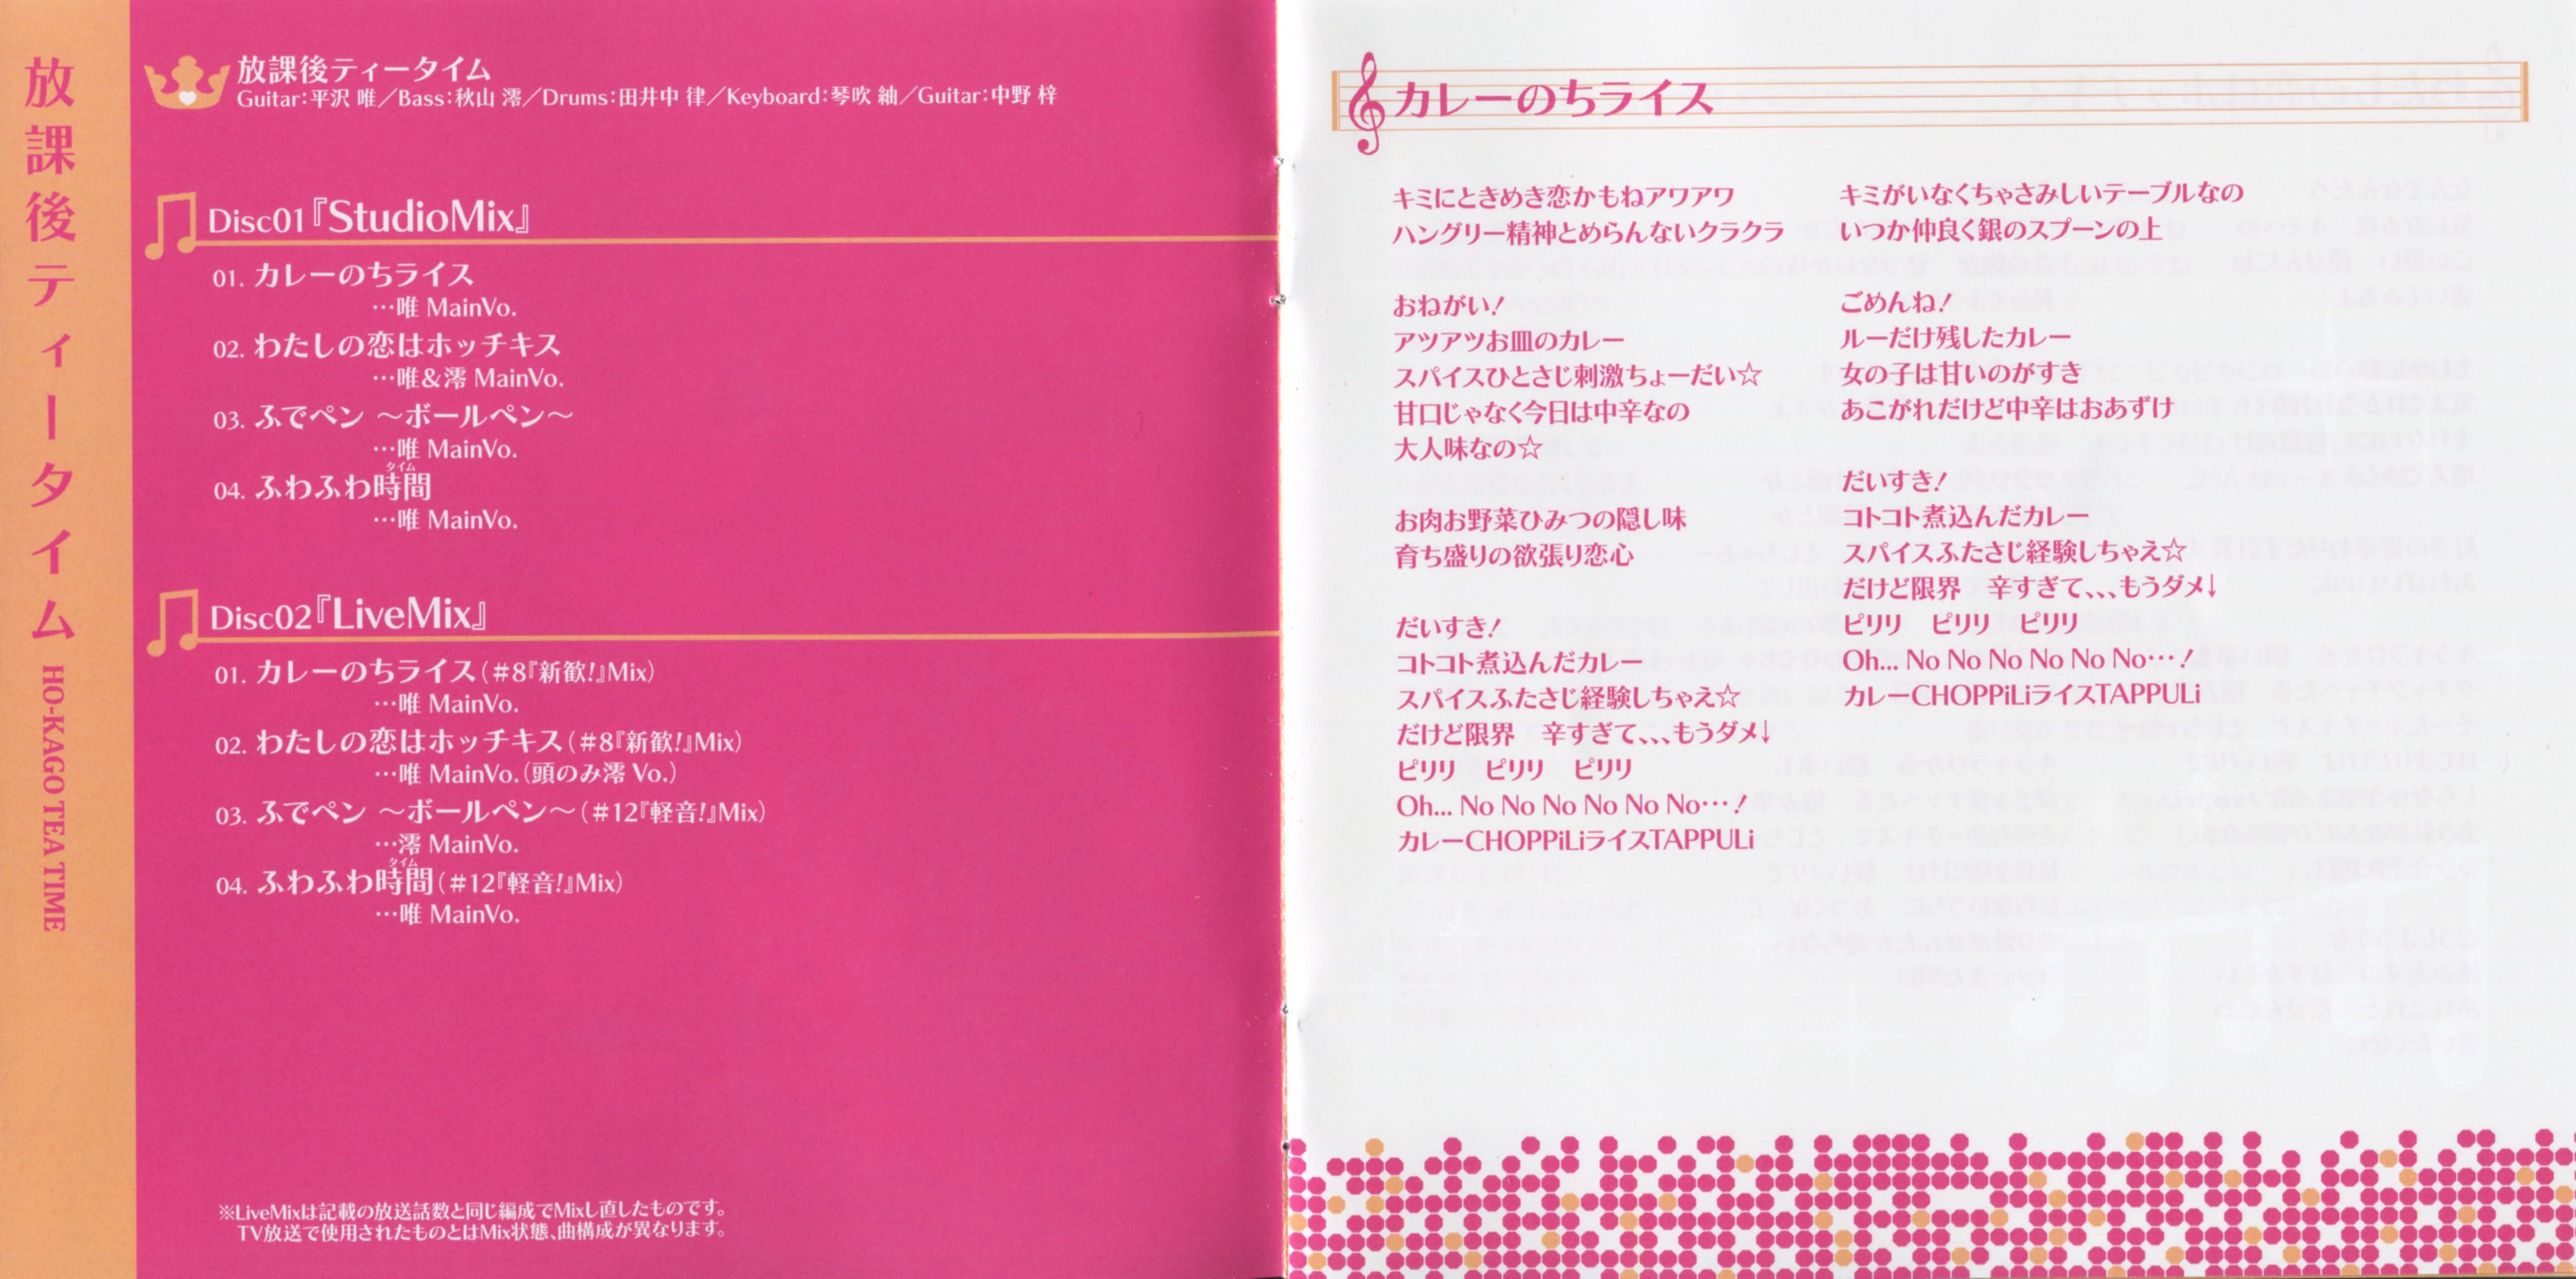 放課後ティータイム HO-KAGO TEA TIME
放課後ティータイム
Guitar：平沢 唯／Bass：秋山 澪／Drums：田井中 律／Keyboard：琴吹 紬／Guitar：中野 梓
Disc01『StudioMix』
01. カレーのちライス
…唯 MainVo.
02. わたしの恋はホッチキス
…唯＆澪 MainVo.
03. ふでペン ～ボールペン～
…唯 MainVo.
タイム
04. ふわふわ時間
…唯 MainVo.
Disc02『LiveMix』
01. カレーのちライス（＃8『新歓！』Mix）
…唯 MainVo.
02. わたしの恋はホッチキス（＃8『新歓！』Mix）
…唯 MainVo.（頭のみ澪 Vo.）
03. ふでペン ～ボールペン～（＃12『軽音！』Mix）
…澪 MainVo.
タイム
04. ふわふわ時間（＃12『軽音！』Mix）
…唯 MainVo.
※LiveMixは記載の放送話数と同じ編成でMixし直したものです。
TV放送で使用されたものとはMix状態、曲構成が異なります。
カレーのちライス
キミにときめき恋かもねアワアワ
ハングリー精神とめらんないクラクラ
おねがい！
アツアツお皿のカレー
スパイスひとさじ刺激ちょーだい☆
甘口じゃなく今日は中辛なの
大人味なの☆
お肉お野菜ひみつの隠し味
育ち盛りの欲張り恋心
だいすき！
コトコト煮込んだカレー
スパイスふたさじ経験しちゃえ☆
だけど限界　辛すぎて、、、もうダメ↓
ピリリ　ピリリ　ピリリ
Oh... No No No No No No…！
カレーCHOPPiLiライスTAPPULi
キミがいなくちゃさみしいテーブルなの
いつか仲良く銀のスプーンの上
ごめんね！
ルーだけ残したカレー
女の子は甘いのがすき
あこがれだけど中辛はおあずけ
だいすき！
コトコト煮込んだカレー
スパイスふたさじ経験しちゃえ☆
だけど限界　辛すぎて、、、もうダメ↓
ピリリ　ピリリ　ピリリ
Oh... No No No No No No…！
カレーCHOPPiLiライスTAPPULi